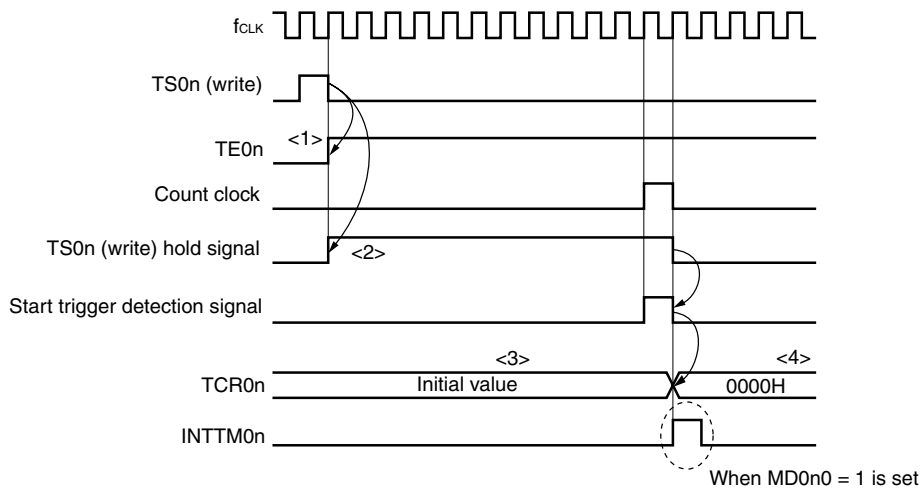 fCLK
TS0n (write)
<1>
TE0n
Count clock
TS0n (write) hold signal
<2>
Start trigger detection signal
<3>
<4>
TCR0n
Initial value
0000H
INTTM0n
When MD0n0 = 1 is set